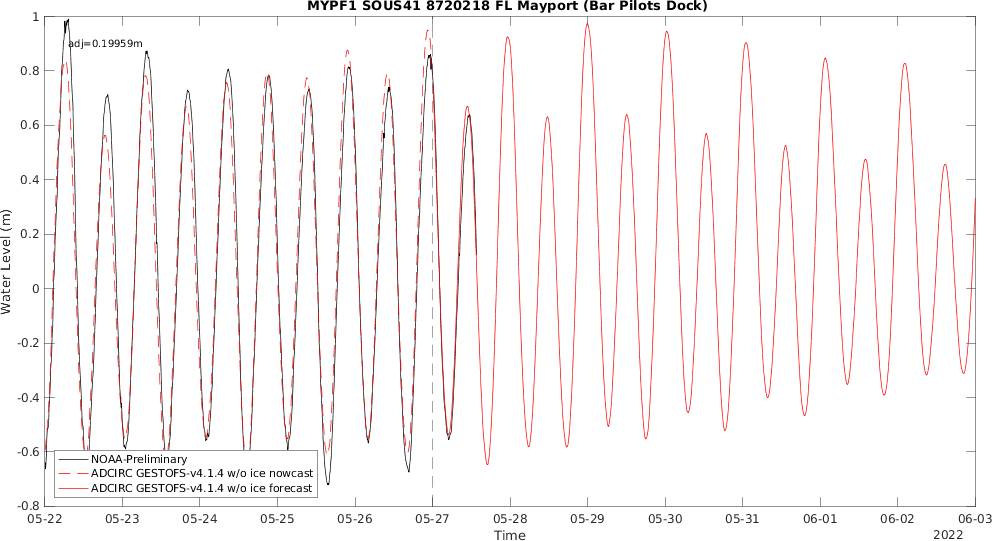 MYPF1 SOUS41 8720218 FL Mayport (Bar Pilots Dock)
adj=0.19959m
Water Level (m)
1
0.8
0.6
0.4
0.2
0
-0.2
-0.4
-0.6
-0.8
NOAA-Preliminary
ADCIRC GESTOFS-v4.1.4 w/o ice nowcast
ADCIRC GESTOFS-v4.1.4 w/o ice forecast
05-22 05-23 05-24 05-25 05-26 05-27 05-28 05-29 05-30 05-31 06-01 06-02 06-03
Time
2022